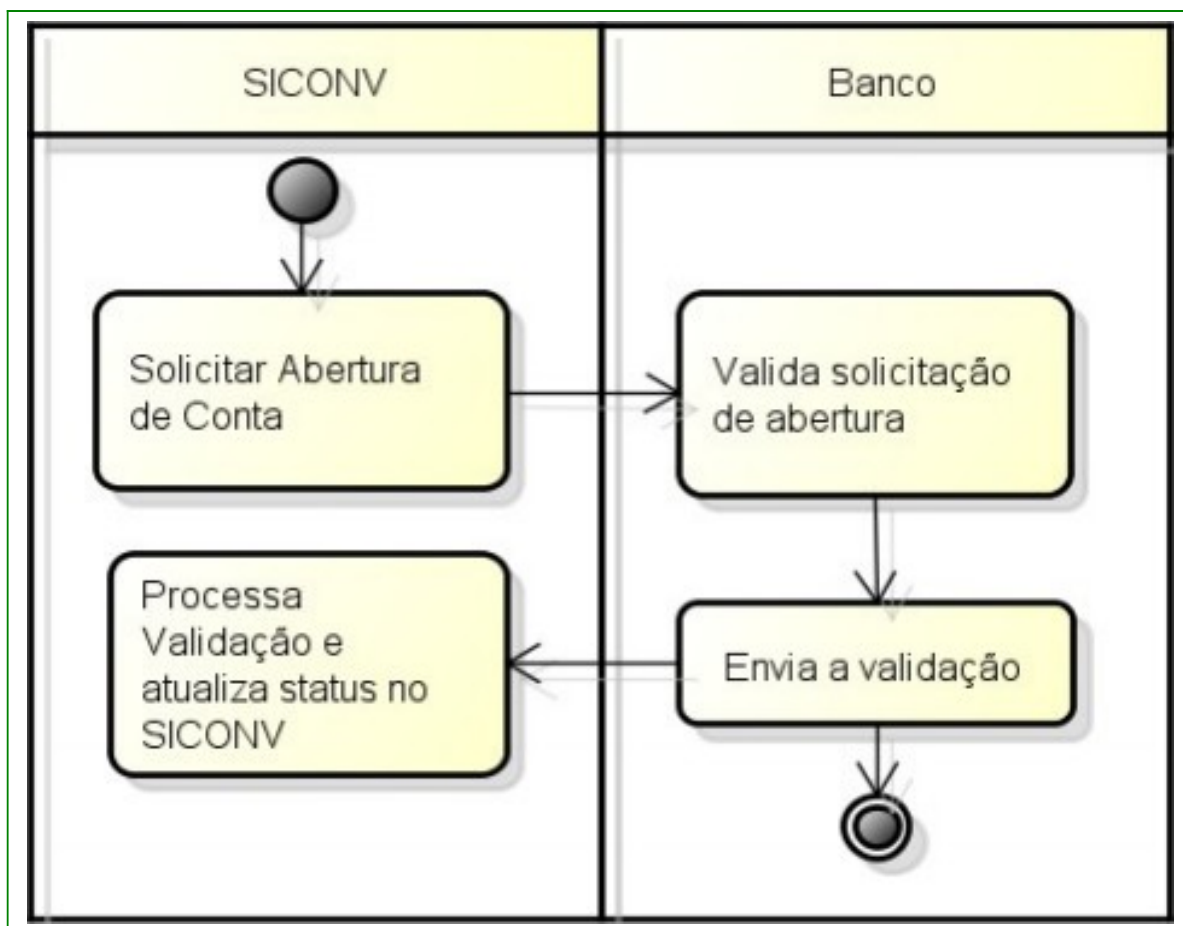 SICONV
Banco
Solicitar Abertura
de Conta
Valida solicitação
de abertura
Processa
Validação e
atualiza status no
SICONV
Envia a validação